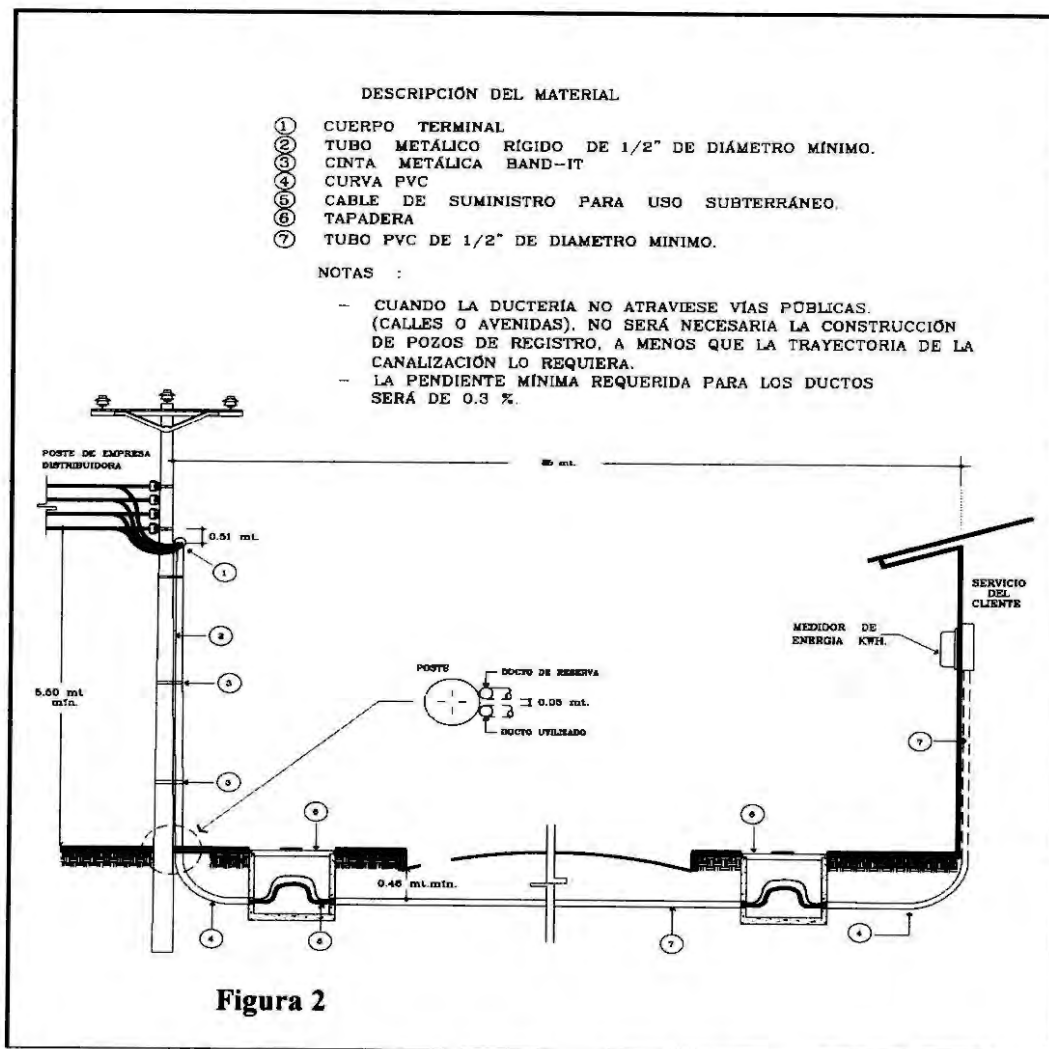 DESCRIPCIÓN DEL MATERIAL
1 CUERPO TERMINAL
2 TUBO METÁLICO RÍGIDO DE 1/2" DE DIÁMETRO MÍNIMO.
3 CINTA METÁLICA BAND-IT
4 CURVA PVC
5 CABLE DE SUMINISTRO PARA USO SUBTERRÁNEO.
6 TAPADERA
7 TUBO PVC DE 1/2" DE DIAMETRO MINIMO.
NOTAS :
- CUANDO LA DUCTERÍA NO ATRAVIESE VÍAS PÚBLICAS.
(CALLES O AVENIDAS), NO SERÁ NECESARIA LA CONSTRUCCIÓN
DE POZOS DE REGISTRO, A MENOS QUE LA TRAYECTORIA DE LA
CANALIZACIÓN LO REQUIERA.
- LA PENDIENTE MÍNIMA REQUERIDA PARA LOS DUCTOS
SERÁ DE 0.3 %.
POSTE DE EMPRESA
DISTRIBUIDORA
mt.
0.51 mt.
1
SERVICIO
DEL
CLIENTE
MEDIDOR DE
ENERGIA KWH.
2
POSTE
DUCTO DE RESERVA
3
5.50 mt
mín.
0.05 mt.
DUCTO UTILIZADO
7
3
6
6
0.46 mt.mín.
4
5
7
4
Figura 2